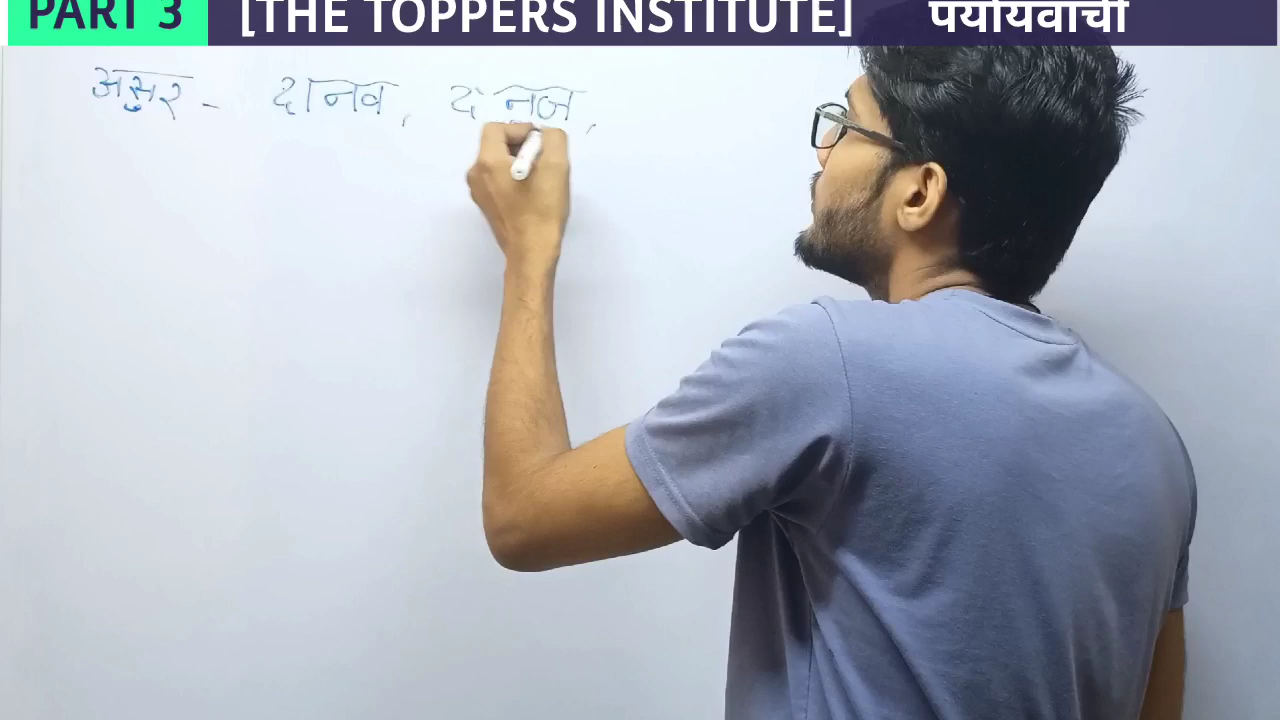 PART 3 [THE TOPPERS INSTITUTE] पर्यायवाची
असुर - दानव, दनुज,